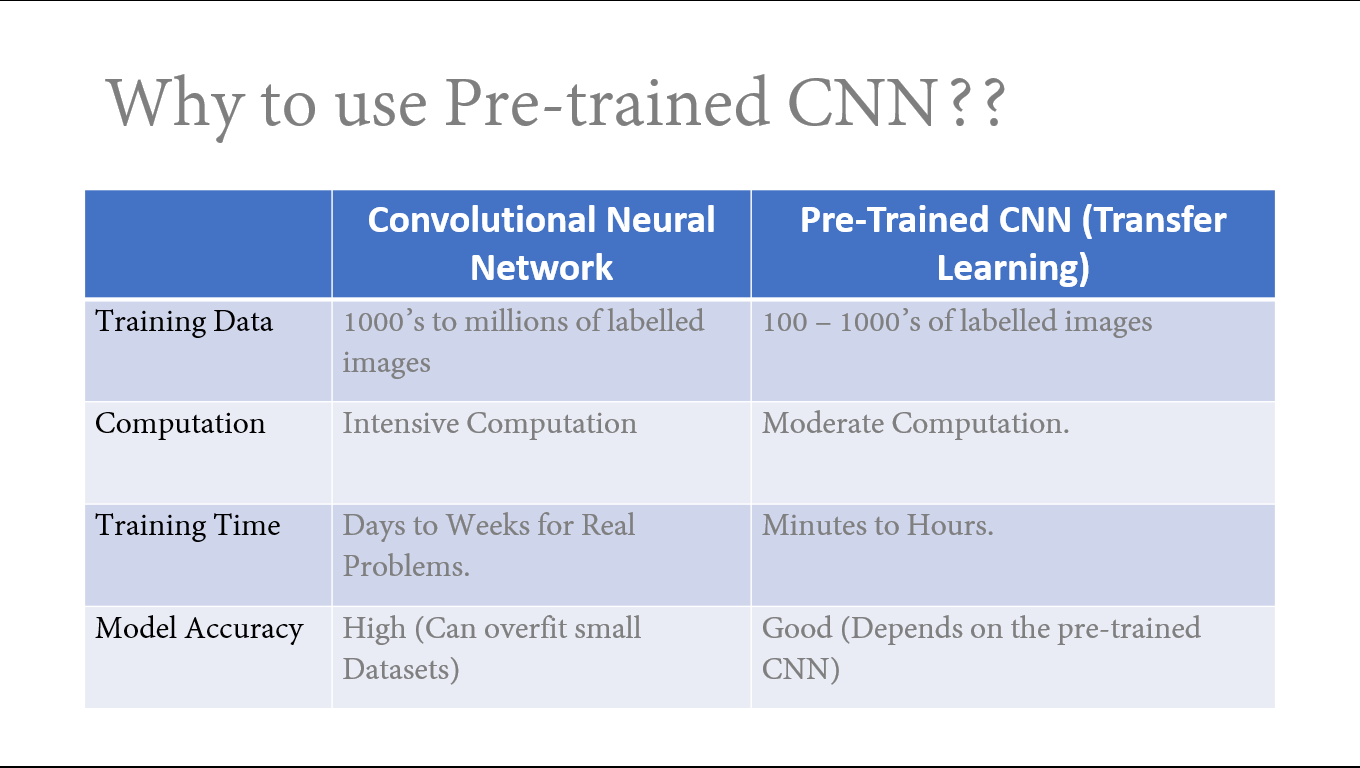 Why to use Pre-trained CNN??
Convolutional Neural
Network
Pre-Trained CNN (Transfer
Learning)
Training Data
1000’s to millions of labelled
images
100 – 1000’s of labelled images
Computation
Intensive Computation
Moderate Computation.
Training Time
Days to Weeks for Real
Problems.
Minutes to Hours.
Model Accuracy
High (Can overfit small
Datasets)
Good (Depends on the pre-trained
CNN)